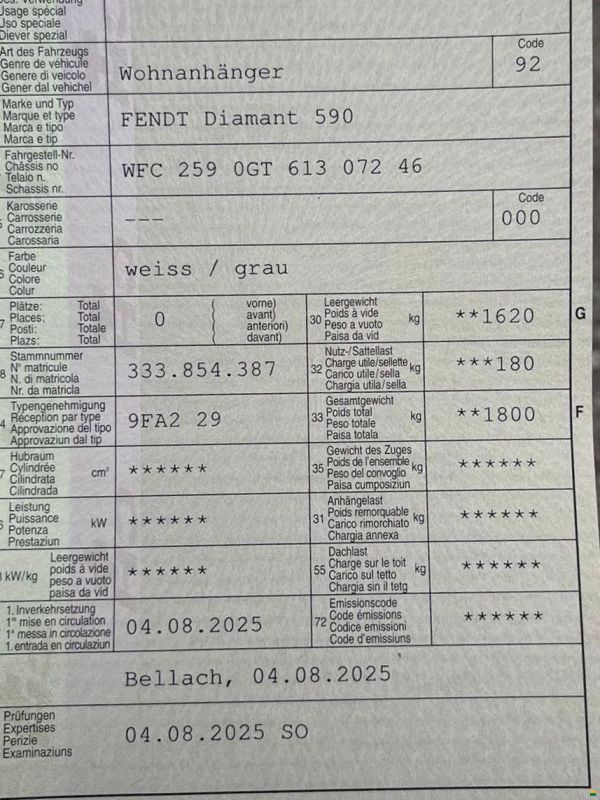 Usage spécial
Uso speciale
Diever spezial
Art des Fahrzeugs
Genre de véhicule
Genere di veicolo
Gener dal vehichel
Wohnanhänger
Code
92
Marke und Typ
Marque et type
Marca e tipo
Marca e tip
FENDT Diamant 590
Fahrgestell-Nr.
Châssis no
Telaio n.
Schassis nr.
WFC 259 0GT 613 072 46
Karosserie
Carrosserie
Carrozzeria
Carossaria
---
Code
000
Farbe
Couleur
Colore
Colur
weiss / grau
Plätze: Total
Places: Total
Posti: Totale
Plazs: Total
0
( vorne)
( avant)
( anteriori)
( davant)
30
Leergewicht
Poids à vide
Peso a vuoto
Paisa da vid
kg
**1620
G
Stammnummer
N° matricule
N. di matricola
Nr. da matricla
333.854.387
32
Nutz-/Sattellast
Charge utile/sellette
Carico utile/sella
Chargia utila/sella
kg
***180
Typengenehmigung
Réception par type
Approvazione del tipo
Approvaziun dal tip
9FA2 29
33
Gesamtgewicht
Poids total
Peso totale
Paisa totala
kg
**1800
F
Hubraum
Cylindrée
Cilindrata
Cilindrada
cm³
******
35
Gewicht des Zuges
Poids de l'ensemble
Peso del convoglio
Paisa cumposiziun
kg
******
Leistung
Puissance
Potenza
Prestaziun
kW
******
31
Anhängelast
Poids remorquable
Carico rimorchiato
Chargia annexa
kg
******
kW/kg
Leergewicht
poids à vide
peso a vuoto
paisa da vid
******
55
Dachlast
Charge sur le toit
Carico sul tetto
Chargia sin il tetg
kg
******
1. Inverkehrsetzung
1re mise en circulation
1a messa in circolazione
1. entrada en circulaziun
04.08.2025
72
Emissionscode
Code émissions
Codice emissioni
Code d'emissiuns
******
Bellach, 04.08.2025
Prüfungen
Expertises
Perizie
Examinaziuns
04.08.2025 SO